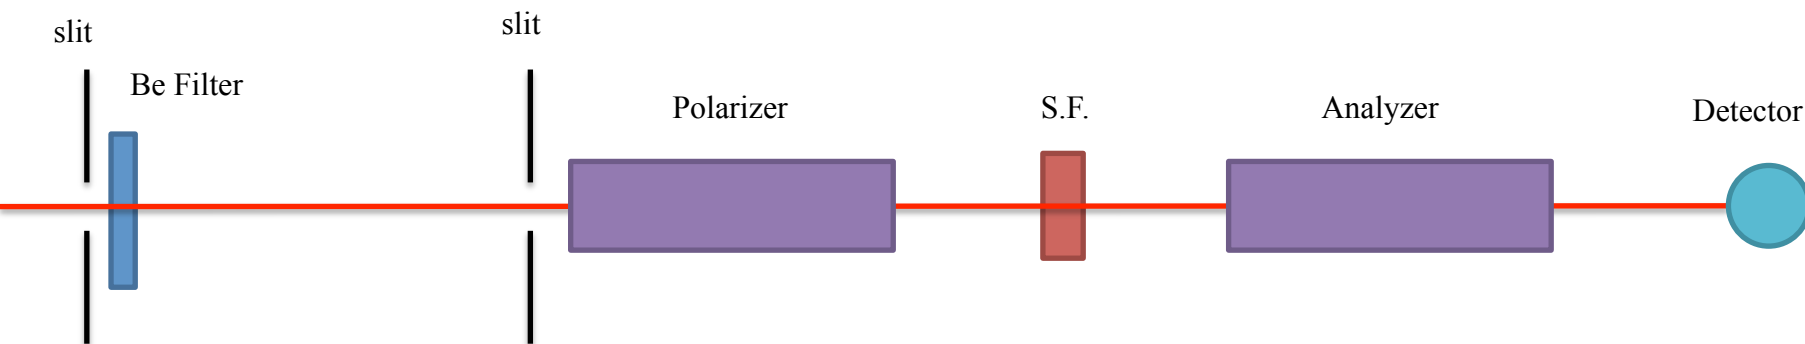 slit
Be Filter
slit
Polarizer
S.F.
Analyzer
Detector